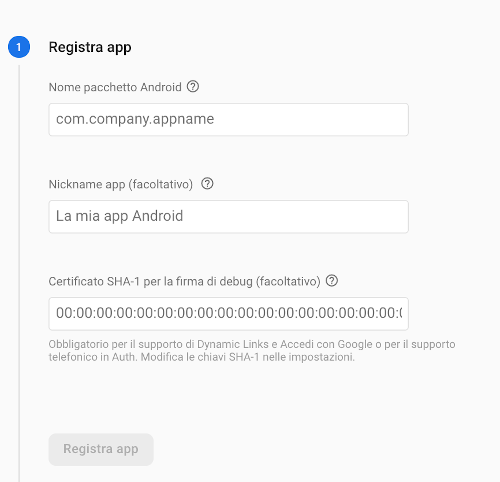 1 Registra app
Nome pacchetto Android
com.company.appname
Nickname app (facoltativo)
La mia app Android
Certificato SHA-1 per la firma di debug (facoltativo)
00:00:00:00:00:00:00:00:00:00:00:00:00:00:00:00:00:0
Obbligatorio per il supporto di Dynamic Links e Accedi con Google o per il supporto
telefonico in Auth. Modifica le chiavi SHA-1 nelle impostazioni.
Registra app